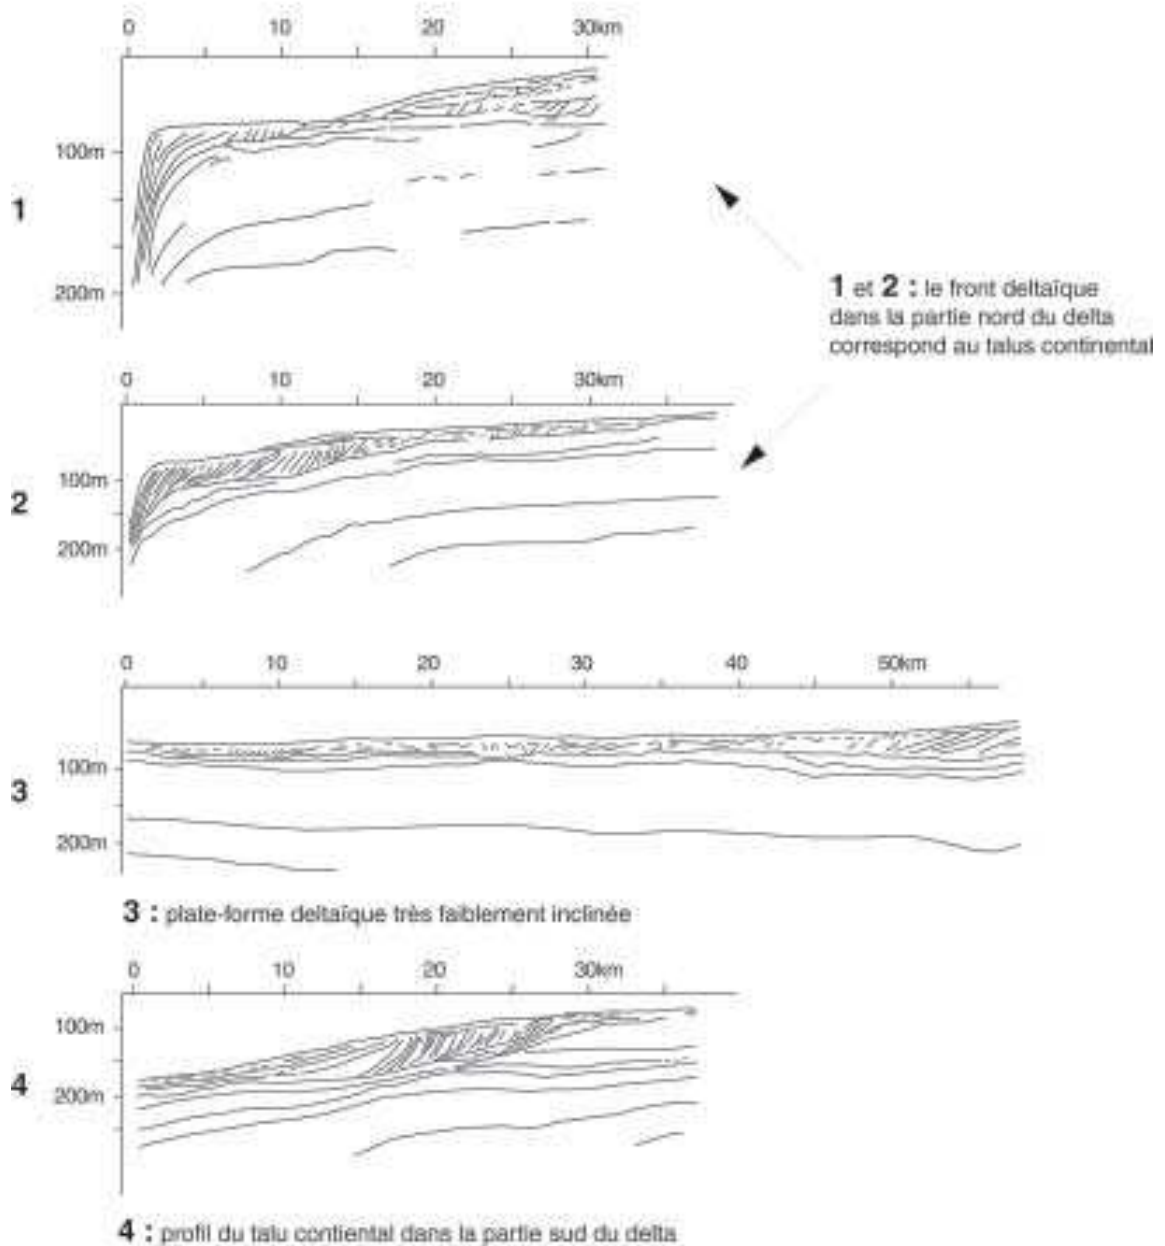 0 10 20 30km
100m
1
200m
1 et 2 : le front deltaïque
dans la partie nord du delta
correspond au talus continental
0 10 20 30km
100m
2
200m
0 10 20 30 40 50km
100m
3
200m
3 : plate-forme deltaïque très faiblement inclinée
0 10 20 30km
100m
4
200m
4 : profil du talu contiental dans la partie sud du delta